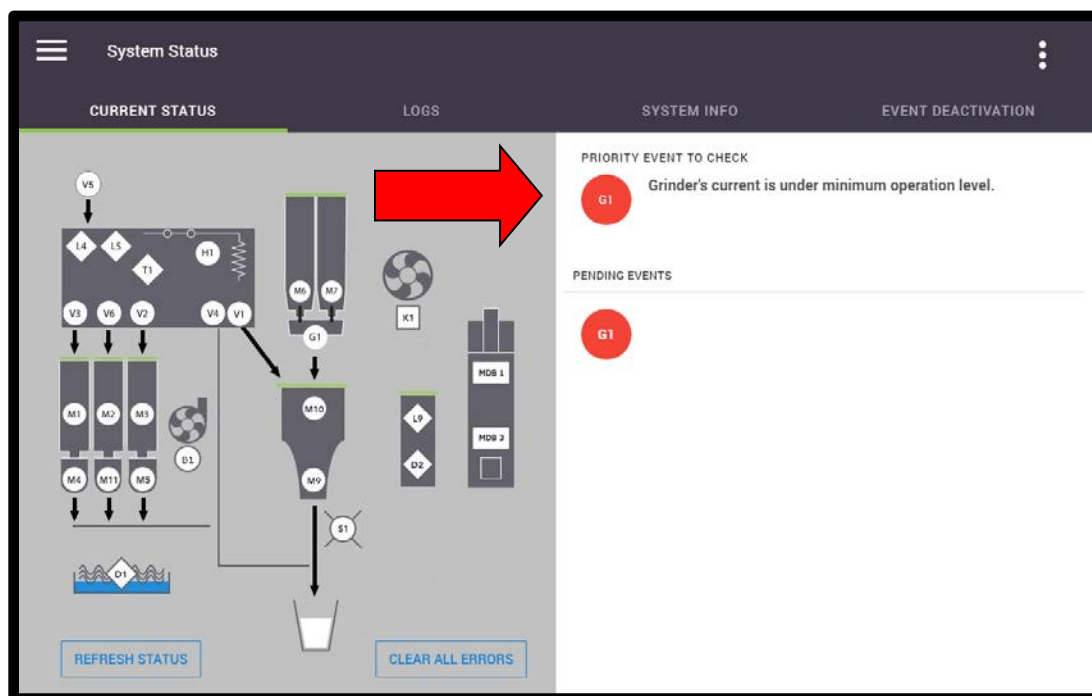 System Status
CURRENT STATUS
LOGS
SYSTEM INFO
EVENT DEACTIVATION
V5
L4
L5
T1
H1
V3
V6
V2
V4
V1
M6
M7
G1
K1
M1
M2
M3
B1
M4
M11
M5
M10
M9
L9
D2
MDB 1
MDB 3
S1
D1
REFRESH STATUS
CLEAR ALL ERRORS
PRIORITY EVENT TO CHECK
G1
Grinder's current is under minimum operation level.
PENDING EVENTS
G1